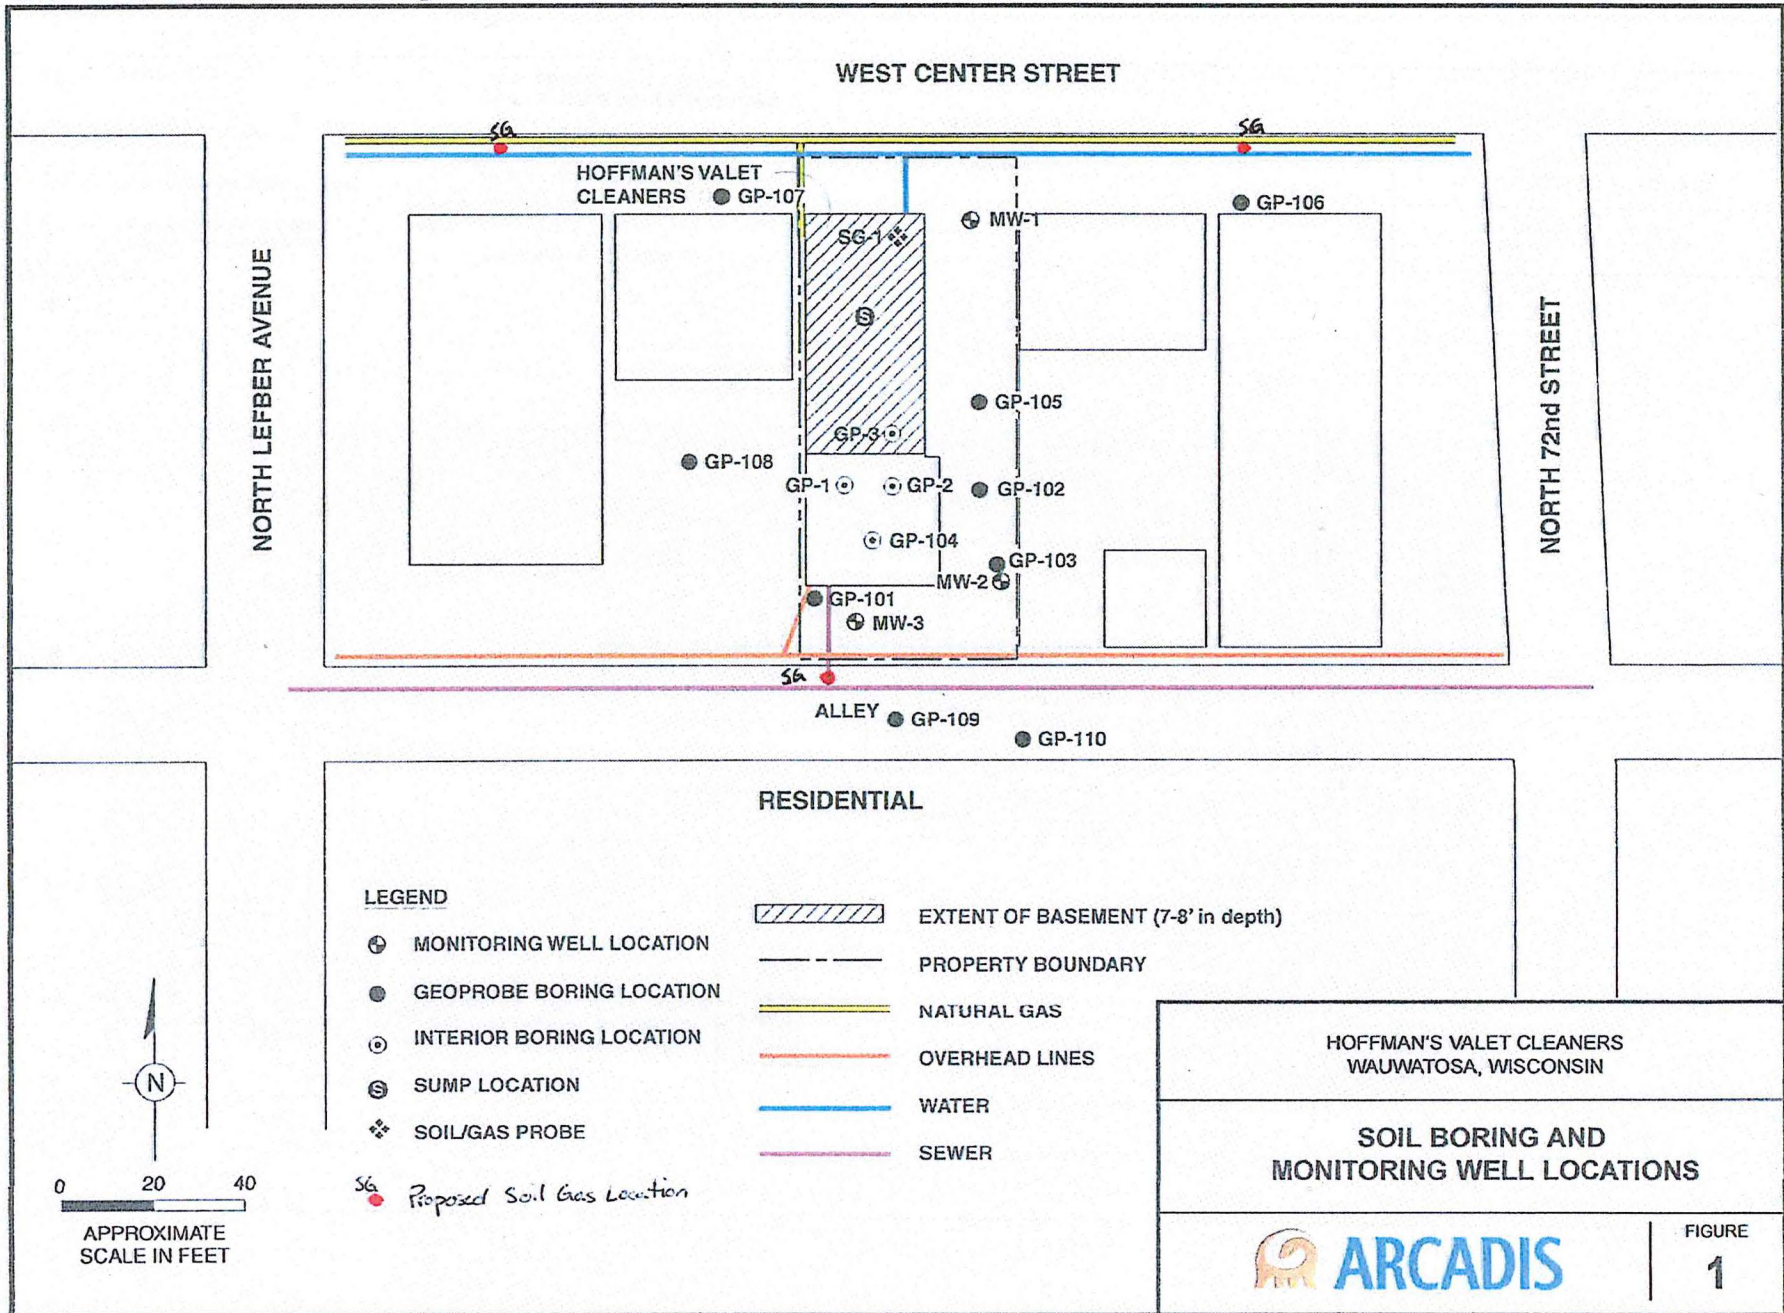 WEST CENTER STREET
SG
SG
HOFFMAN'S VALET
CLEANERS
GP-107
GP-106
MW-1
SG-1
S
NORTH LEFBER AVENUE
NORTH 72nd STREET
GP-105
GP-3
GP-108
GP-1
GP-2
GP-102
GP-104
GP-103
MW-2
GP-101
MW-3
SG
ALLEY
GP-109
GP-110
RESIDENTIAL
LEGEND
MONITORING WELL LOCATION
GEOPROBE BORING LOCATION
INTERIOR BORING LOCATION
S
SUMP LOCATION
SOIL/GAS PROBE
SG
Proposed Soil Gas Location
EXTENT OF BASEMENT (7-8' in depth)
PROPERTY BOUNDARY
NATURAL GAS
OVERHEAD LINES
WATER
SEWER
N
0 20 40
APPROXIMATE
SCALE IN FEET
HOFFMAN'S VALET CLEANERS
WAUWATOSA, WISCONSIN
SOIL BORING AND
MONITORING WELL LOCATIONS
ARCADIS
FIGURE
1